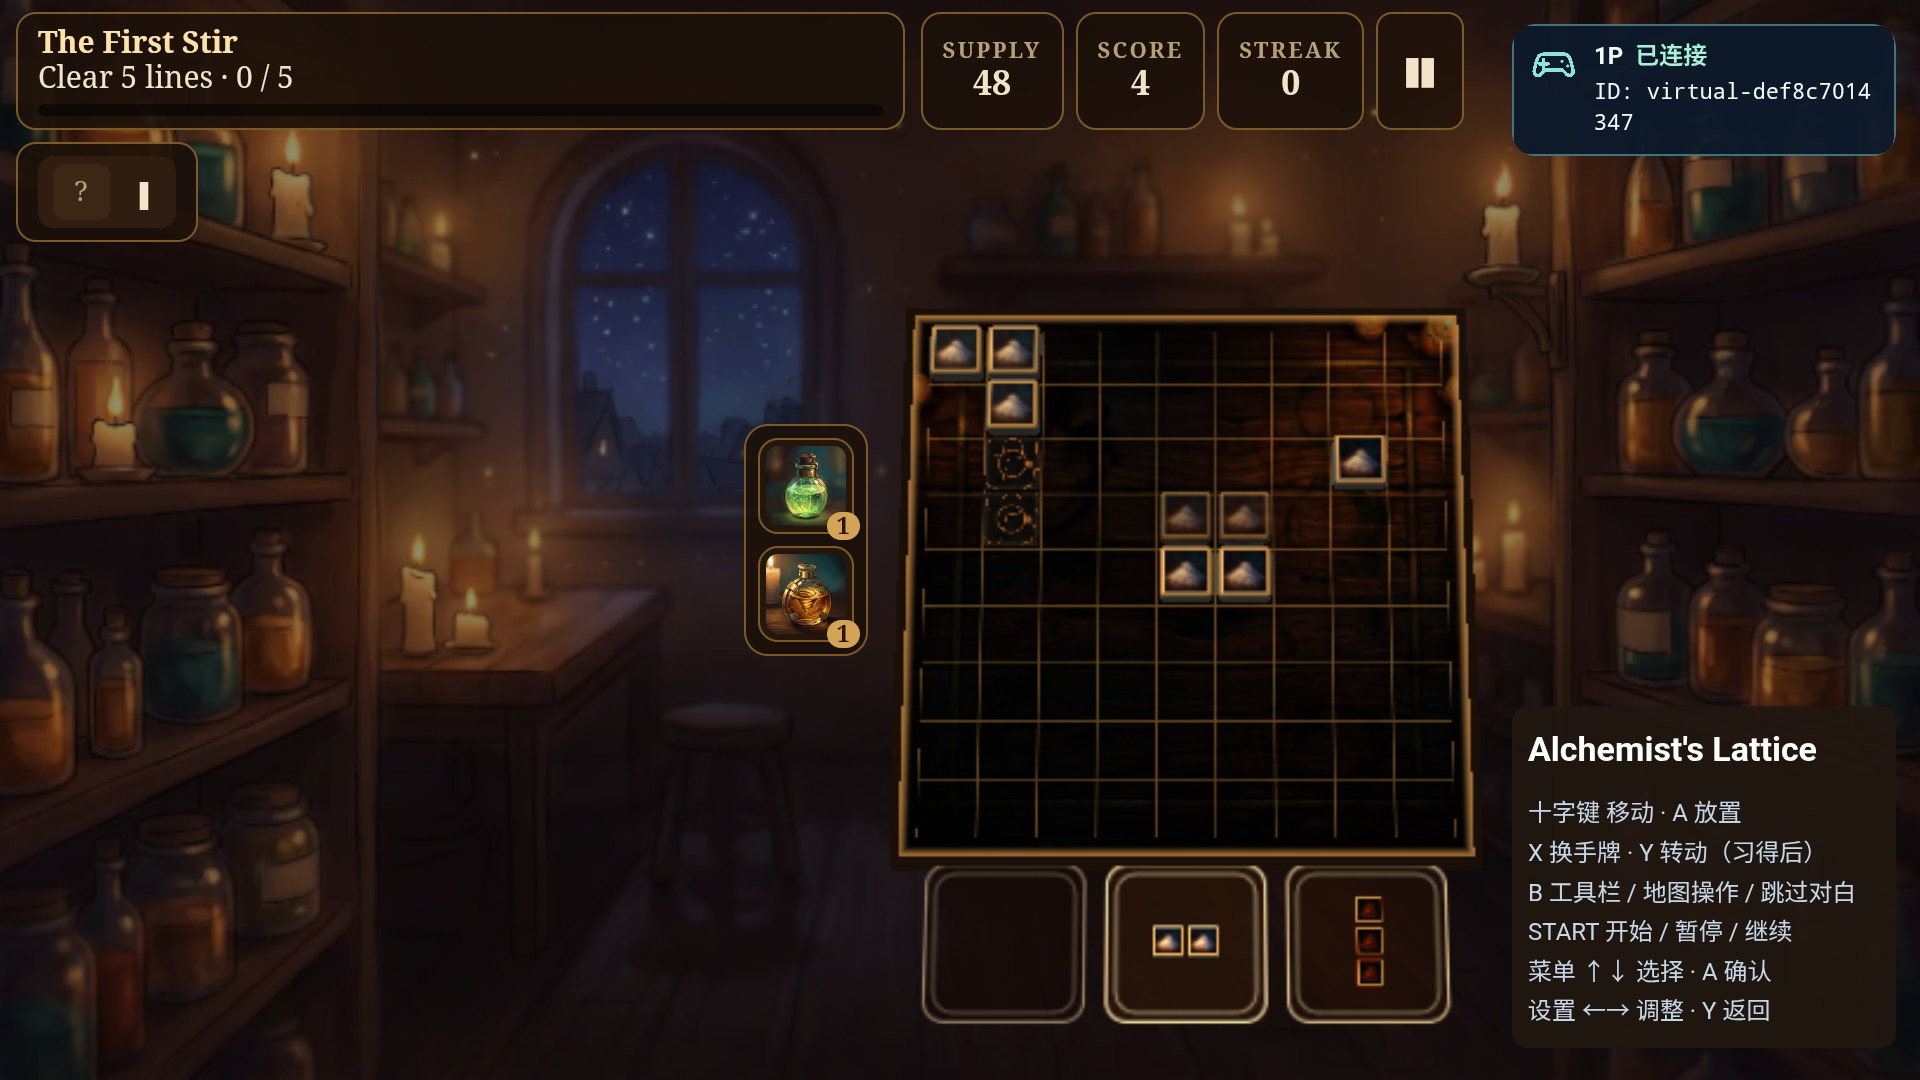 The First Stir
Clear 5 lines · 0 / 5
SUPPLY
48
SCORE
4
STREAK
0
1P 已连接
ID: virtual-def8c7014
347
?
1
1
Alchemist's Lattice
十字键 移动 · A 放置
X 换手牌 · Y 转动（习得后）
B 工具栏 / 地图操作 / 跳过对白
START 开始 / 暂停 / 继续
菜单 ↑↓ 选择 · A 确认
设置 ←→ 调整 · Y 返回